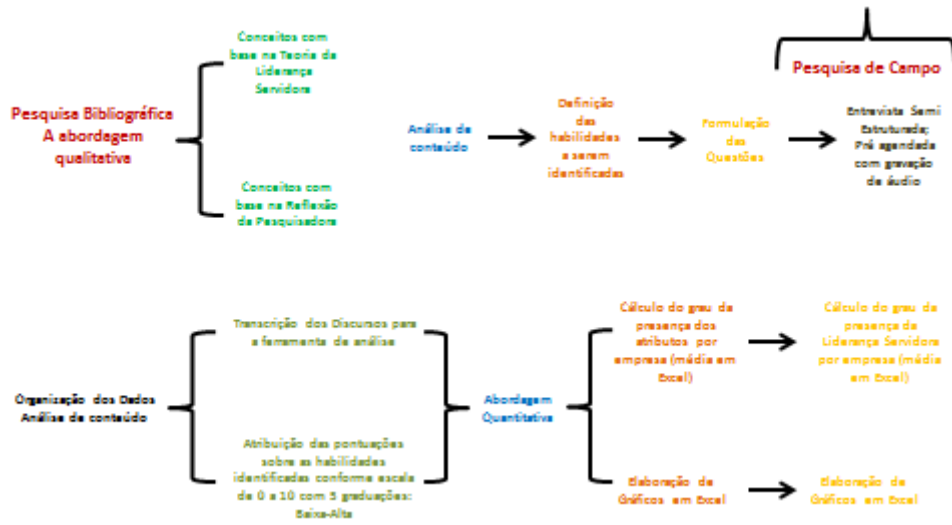 Pesquisa Bibliográfica
A abordagem
qualitativa
Conceitos com
base na Teoria da
Liderança
Servidora
Conceitos com
base na Reflexão
da Pesquisadora
Análise de
conteúdo
Definição
das
habilidades
a serem
identificadas
Formulação
das
Questões
Pesquisa de Campo
Entrevista Semi
Estruturada;
Pré agendada
com gravação
de áudio
Organização dos Dados
Análise de conteúdo
Transcrição dos Discursos para
a ferramenta de análise
Atribuição das pontuações
sobre as habilidades
identificadas conforme escala
de 0 a 10 com 5 graduações:
Baixa-Alta
Abordagem
Quantitativa
Cálculo do grau de
presença dos
atributos por
empresa (média em
Excel)
Cálculo do grau de
presença da
Liderança Servidora
por empresa (média
em Excel)
Elaboração de
Gráficos em Excel
Elaboração de
Gráficos em Excel